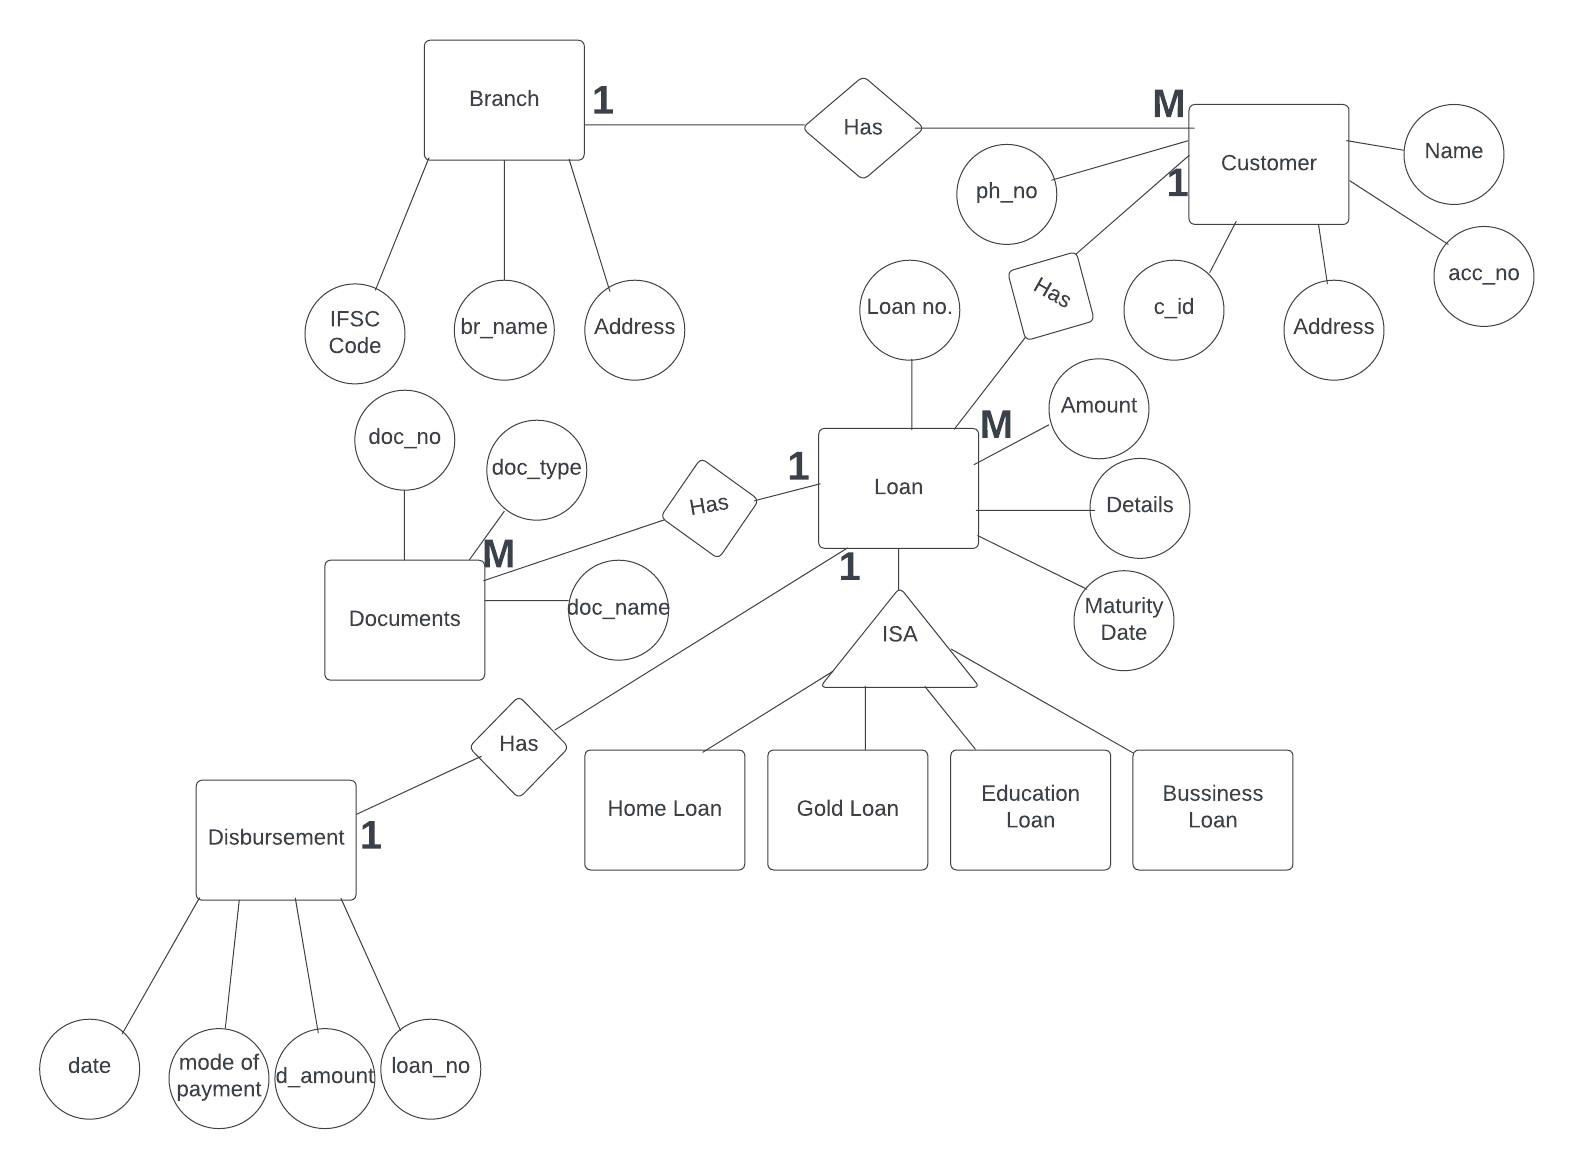 Branch
1
Has
M
Customer
Name
ph_no
1
acc_no
Has
c_id
Address
Loan no.
IFSC
Code
br_name
Address
doc_no
doc_type
Amount
M
1
Loan
Has
Details
M
1
Documents
doc_name
Maturity
Date
ISA
Has
Home Loan
Gold Loan
Education
Loan
Bussiness
Loan
Disbursement
1
date
mode of
payment
d_amount
loan_no